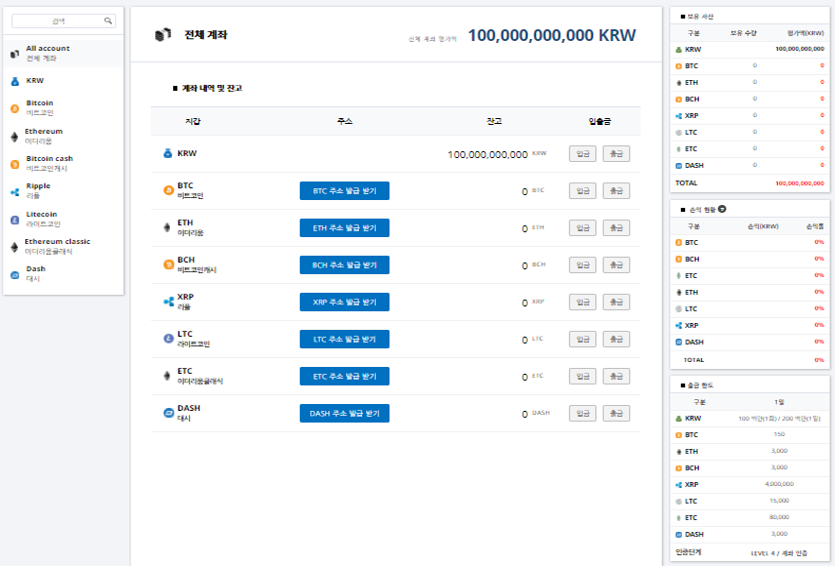 검색
All account
전체 계좌
KRW
Bitcoin
비트코인
Ethereum
이더리움
Bitcoin cash
비트코인캐시
Ripple
리플
Litecoin
라이트코인
Ethereum classic
이더리움클래식
Dash
대시
전체 계좌
전체 계좌 평가액 100,000,000,000 KRW
■ 계좌 내역 및 잔고
지갑 주소 잔고 입출금
KRW 100,000,000,000 KRW 입금 출금
BTC
비트코인 BTC 주소 발급 받기 0 BTC 입금 출금
ETH
이더리움 ETH 주소 발급 받기 0 ETH 입금 출금
BCH
비트코인캐시 BCH 주소 발급 받기 0 BCH 입금 출금
XRP
리플 XRP 주소 발급 받기 0 XRP 입금 출금
LTC
라이트코인 LTC 주소 발급 받기 0 LTC 입금 출금
ETC
이더리움클래식 ETC 주소 발급 받기 0 ETC 입금 출금
DASH
대시 DASH 주소 발급 받기 0 DASH 입금 출금
■ 보유 자산
구분 보유 수량 평가액(KRW)
KRW 100,000,000,000
BTC 0 0
ETH 0 0
BCH 0 0
XRP 0 0
LTC 0 0
ETC 0 0
DASH 0 0
TOTAL 100,000,000,000
■ 손익 현황
구분 손익(KRW) 손익률
BTC 0%
BCH 0%
ETC 0%
ETH 0%
LTC 0%
XRP 0%
DASH 0%
TOTAL 0%
■ 출금 한도
구분 1일
KRW 100 백만(1회) / 200 백만(1일)
BTC 150
ETH 3,000
BCH 3,000
XRP 4,000,000
LTC 15,000
ETC 80,000
DASH 3,000
인증단계 LEVEL 4 / 계좌 인증